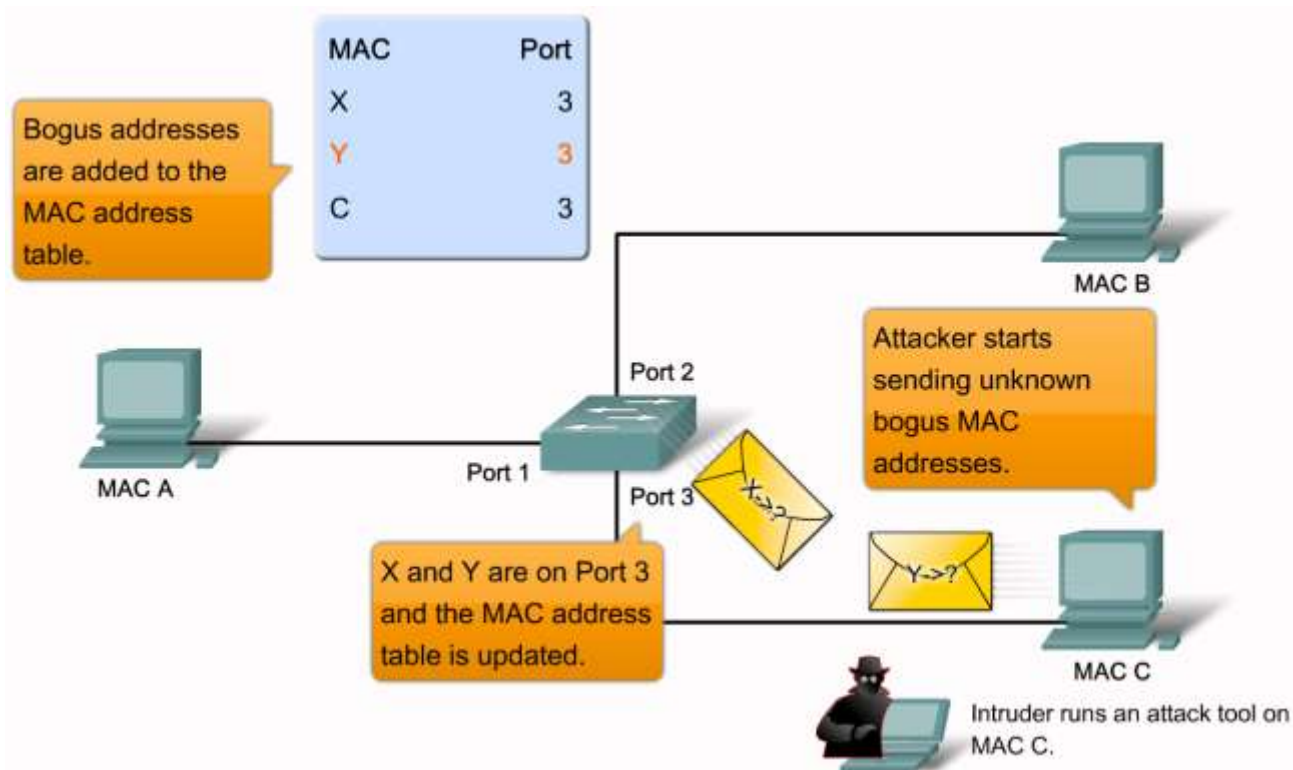 MAC Port
X 3
Y 3
C 3
Bogus addresses
are added to the
MAC address
table.
MAC B
Attacker starts
sending unknown
bogus MAC
addresses.
Port 2
MAC A
Port 1
Port 3
X->?
Y->?
X and Y are on Port 3
and the MAC address
table is updated.
MAC C
Intruder runs an attack tool on
MAC C.